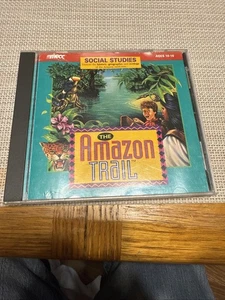 mecc
SOCIAL STUDIES
AGES 10-16
THE
Amazon
TRAIL